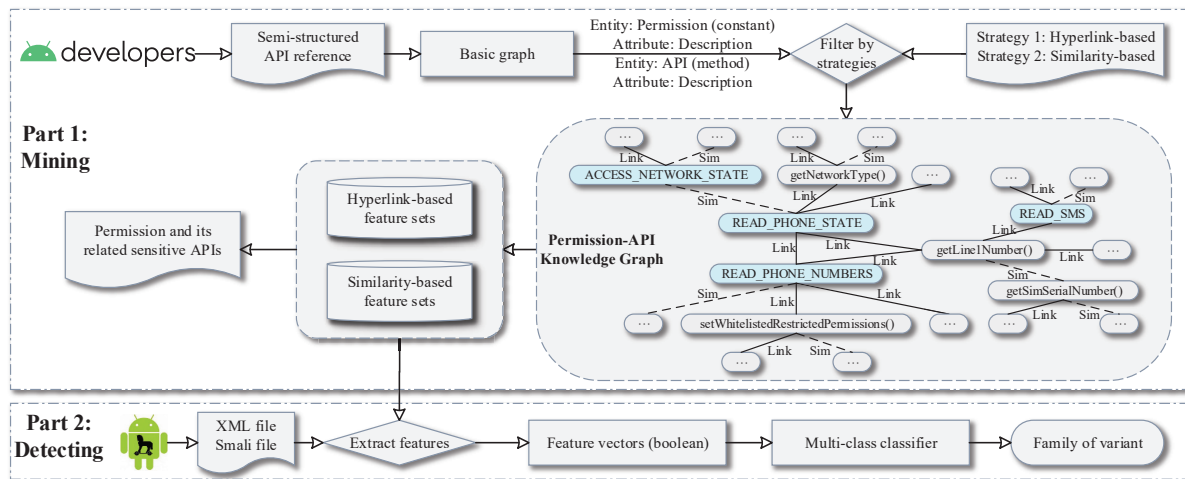 developers
Semi-structured
API reference
Basic graph
Entity: Permission (constant)
Attribute: Description
Entity: API (method)
Attribute: Description
Filter by
strategies
Strategy 1: Hyperlink-based
Strategy 2: Similarity-based
Part 1:
Mining
Permission and its
related sensitive APIs
Hyperlink-based
feature sets
Similarity-based
feature sets
Permission-API
Knowledge Graph
... ... ... ...
Link Sim Link Sim
ACCESS_NETWORK_STATE
getNetworkType()
...
... ...
Link Sim
Sim Link Link
READ_PHONE_STATE
READ_SMS
Link
Link Link
getLine1Number()
Link
...
Link
READ_PHONE_NUMBERS
Sim
getSimSerialNumber()
Sim Link Link
Link Sim
...
setWhitelistedRestrictedPermissions()
...
... ...
Link Sim
... ...
Part 2:
Detecting
XML file
Smali file
Extract features
Feature vectors (boolean)
Multi-class classifier
Family of variant